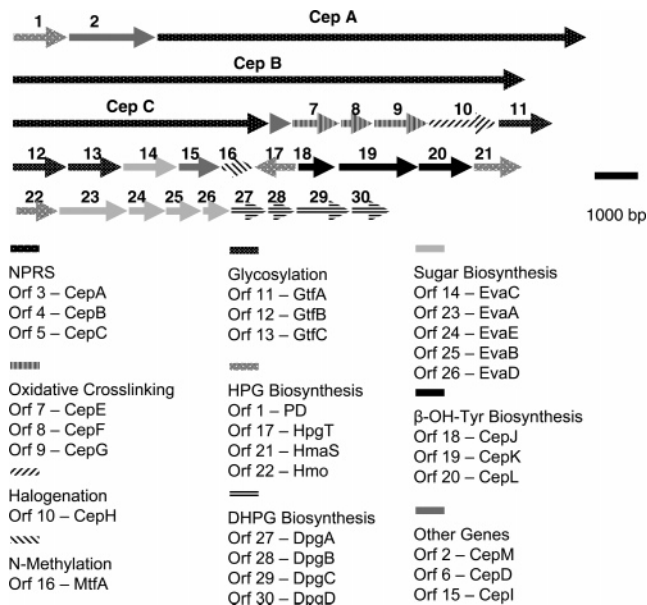 1 2 Cep A
Cep B
Cep C 7 8 9 10 11
12 13 14 15 16 17 18 19 20 21
22 23 24 25 26 27 28 29 30
1000 bp
NPRS
Orf 3 – CepA
Orf 4 – CepB
Orf 5 – CepC
Oxidative Crosslinking
Orf 7 – CepE
Orf 8 – CepF
Orf 9 – CepG
Halogenation
Orf 10 – CepH
N-Methylation
Orf 16 – MtfA
Glycosylation
Orf 11 – GtfA
Orf 12 – GtfB
Orf 13 – GtfC
HPG Biosynthesis
Orf 1 – PD
Orf 17 – HpgT
Orf 21 – HmaS
Orf 22 – Hmo
DHPG Biosynthesis
Orf 27 – DpgA
Orf 28 – DpgB
Orf 29 – DpgC
Orf 30 – DpgD
Sugar Biosynthesis
Orf 14 – EvaC
Orf 23 – EvaA
Orf 24 – EvaE
Orf 25 – EvaB
Orf 26 – EvaD
β-OH-Tyr Biosynthesis
Orf 18 – CepJ
Orf 19 – CepK
Orf 20 – CepL
Other Genes
Orf 2 – CepM
Orf 6 – CepD
Orf 15 – CepI